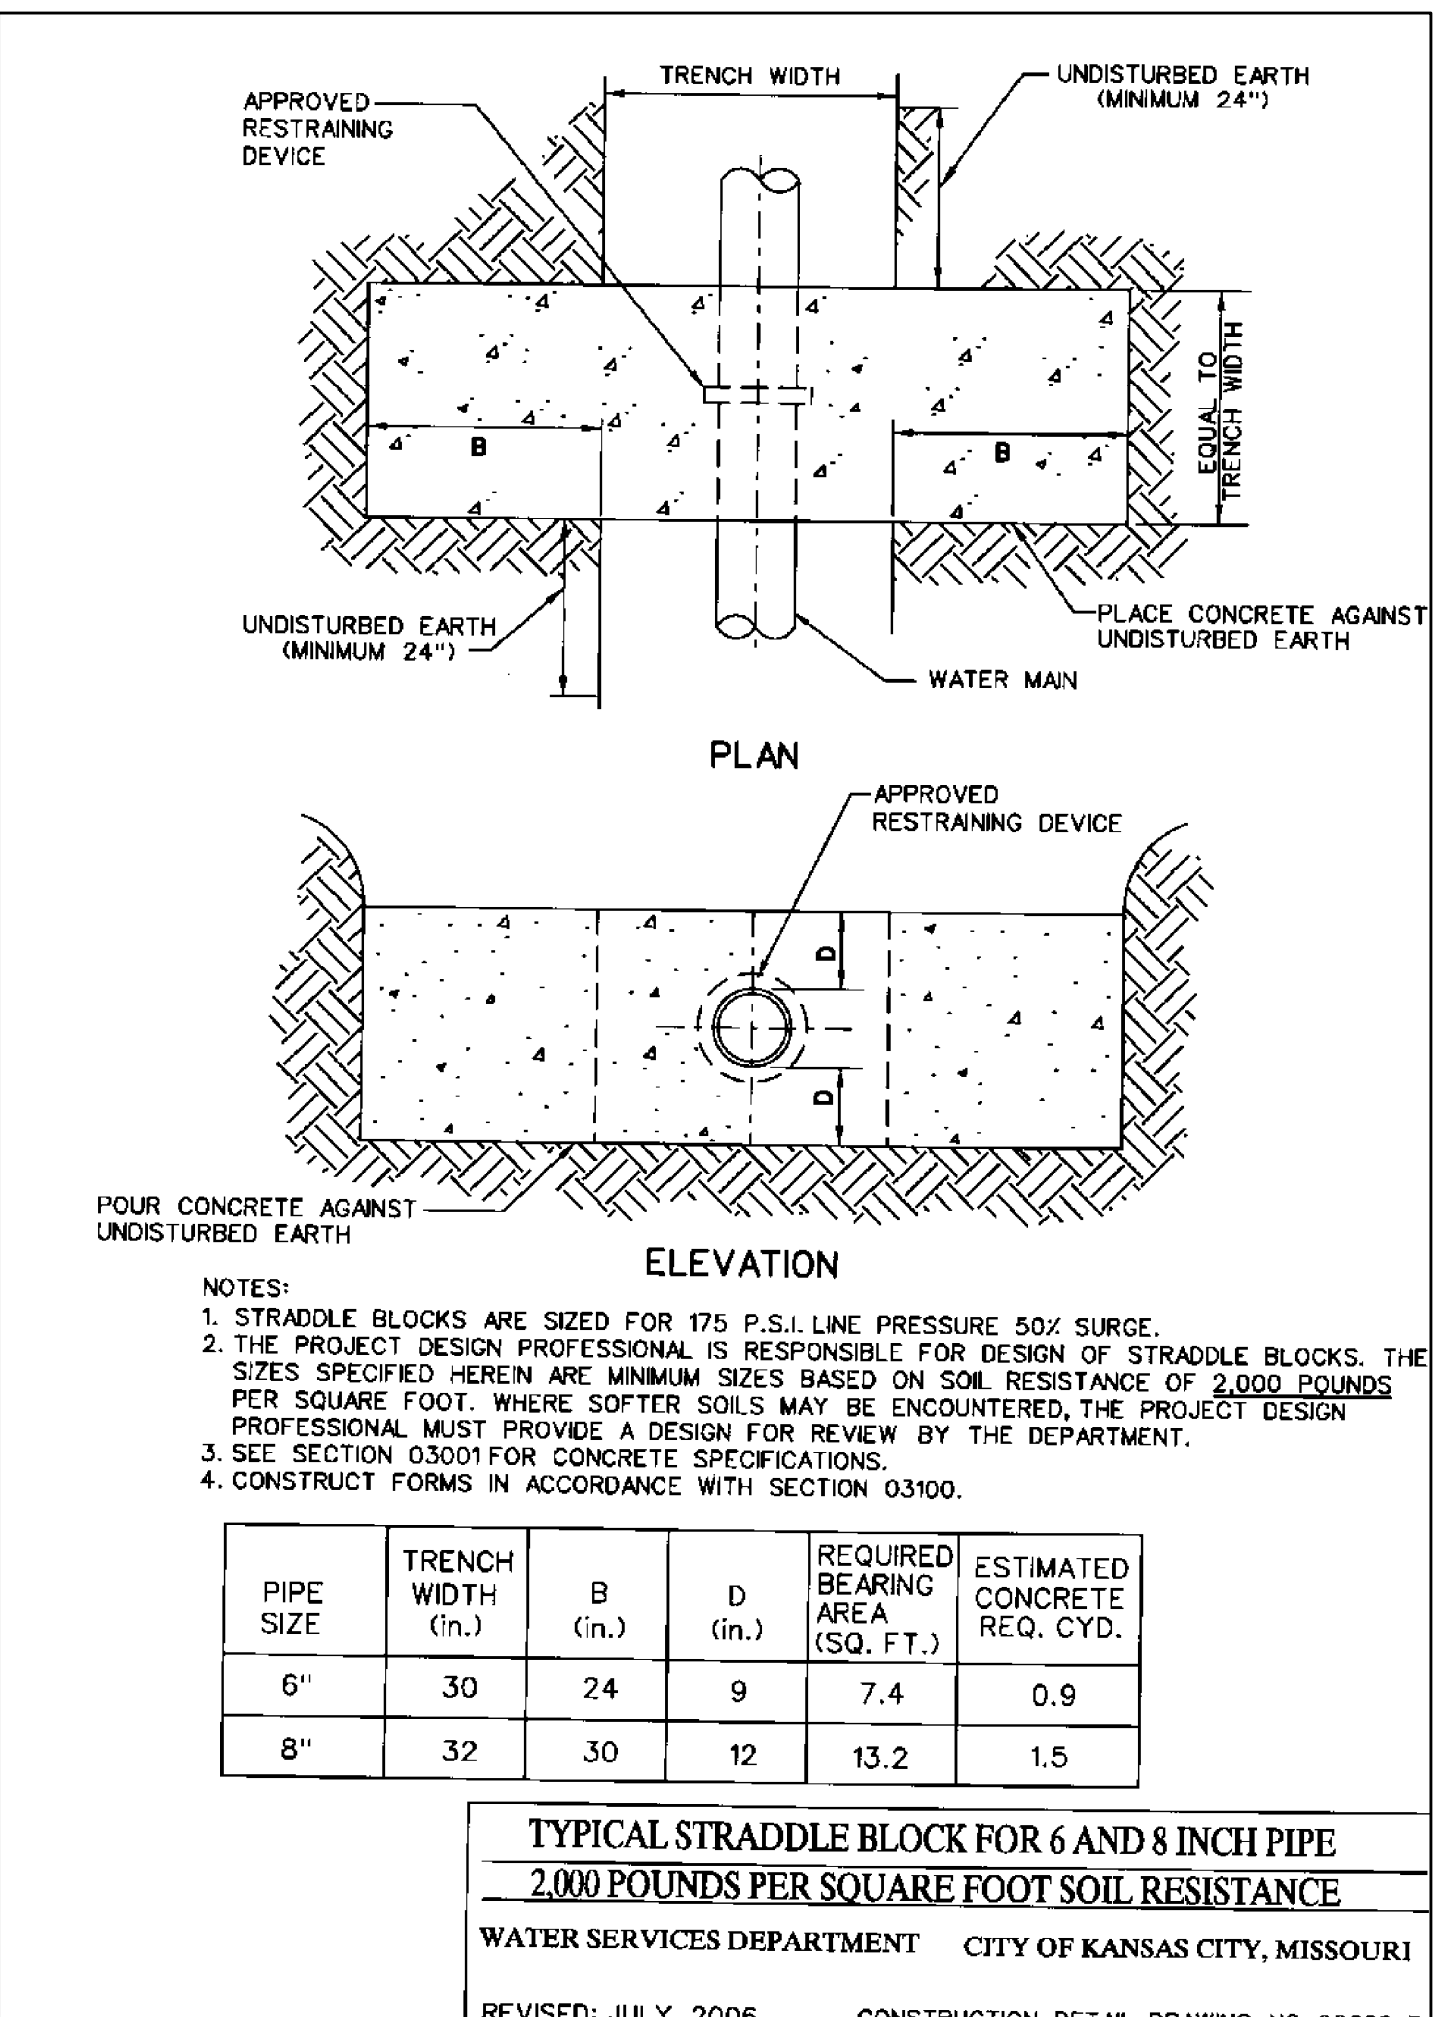 TRENCH WIDTH
UNDISTURBED EARTH
(MINIMUM 24")
APPROVED
RESTRAINING
DEVICE
B
B
EQUAL TO
TRENCH WIDTH
UNDISTURBED EARTH
(MINIMUM 24")
PLACE CONCRETE AGAINST
UNDISTURBED EARTH
WATER MAIN
PLAN
APPROVED
RESTRAINING DEVICE
D
D
POUR CONCRETE AGAINST
UNDISTURBED EARTH
ELEVATION
NOTES:
1. STRADDLE BLOCKS ARE SIZED FOR 175 P.S.I. LINE PRESSURE 50% SURGE.
2. THE PROJECT DESIGN PROFESSIONAL IS RESPONSIBLE FOR DESIGN OF STRADDLE BLOCKS. THE
SIZES SPECIFIED HEREIN ARE MINIMUM SIZES BASED ON SOIL RESISTANCE OF 2,000 POUNDS
PER SQUARE FOOT. WHERE SOFTER SOILS MAY BE ENCOUNTERED, THE PROJECT DESIGN
PROFESSIONAL MUST PROVIDE A DESIGN FOR REVIEW BY THE DEPARTMENT.
3. SEE SECTION 03001 FOR CONCRETE SPECIFICATIONS.
4. CONSTRUCT FORMS IN ACCORDANCE WITH SECTION 03100.
PIPE SIZE TRENCH WIDTH (in.) B (in.) D (in.) REQUIRED BEARING AREA (SQ. FT.) ESTIMATED CONCRETE REQ. CYD.
6" 30 24 9 7.4 0.9
8" 32 30 12 13.2 1.5
TYPICAL STRADDLE BLOCK FOR 6 AND 8 INCH PIPE
2,000 POUNDS PER SQUARE FOOT SOIL RESISTANCE
WATER SERVICES DEPARTMENT CITY OF KANSAS CITY, MISSOURI
REVISED: JULY, 2006 CONSTRUCTION DETAIL DRAWING NO.